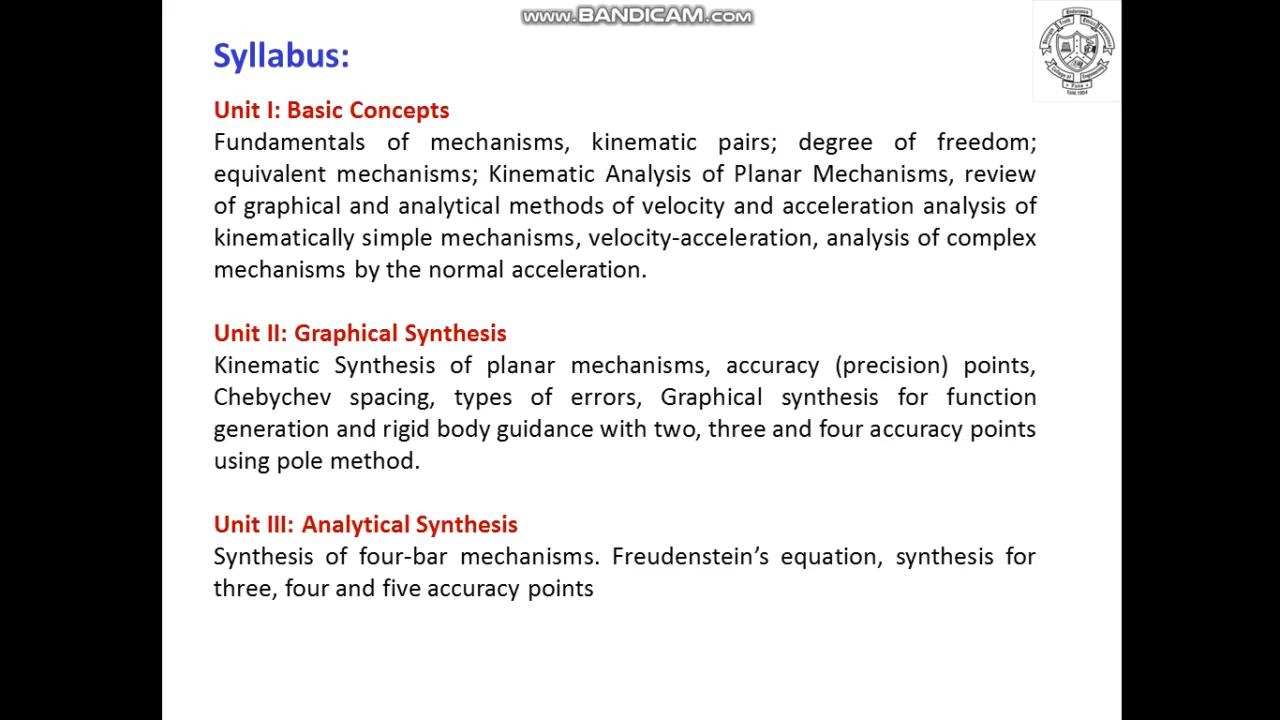 www.BANDICAM.com
Syllabus:
Unit I: Basic Concepts
Fundamentals of mechanisms, kinematic pairs; degree of freedom;
equivalent mechanisms; Kinematic Analysis of Planar Mechanisms, review
of graphical and analytical methods of velocity and acceleration analysis of
kinematically simple mechanisms, velocity-acceleration, analysis of complex
mechanisms by the normal acceleration.
Unit II: Graphical Synthesis
Kinematic Synthesis of planar mechanisms, accuracy (precision) points,
Chebychev spacing, types of errors, Graphical synthesis for function
generation and rigid body guidance with two, three and four accuracy points
using pole method.
Unit III: Analytical Synthesis
Synthesis of four-bar mechanisms. Freudenstein’s equation, synthesis for
three, four and five accuracy points